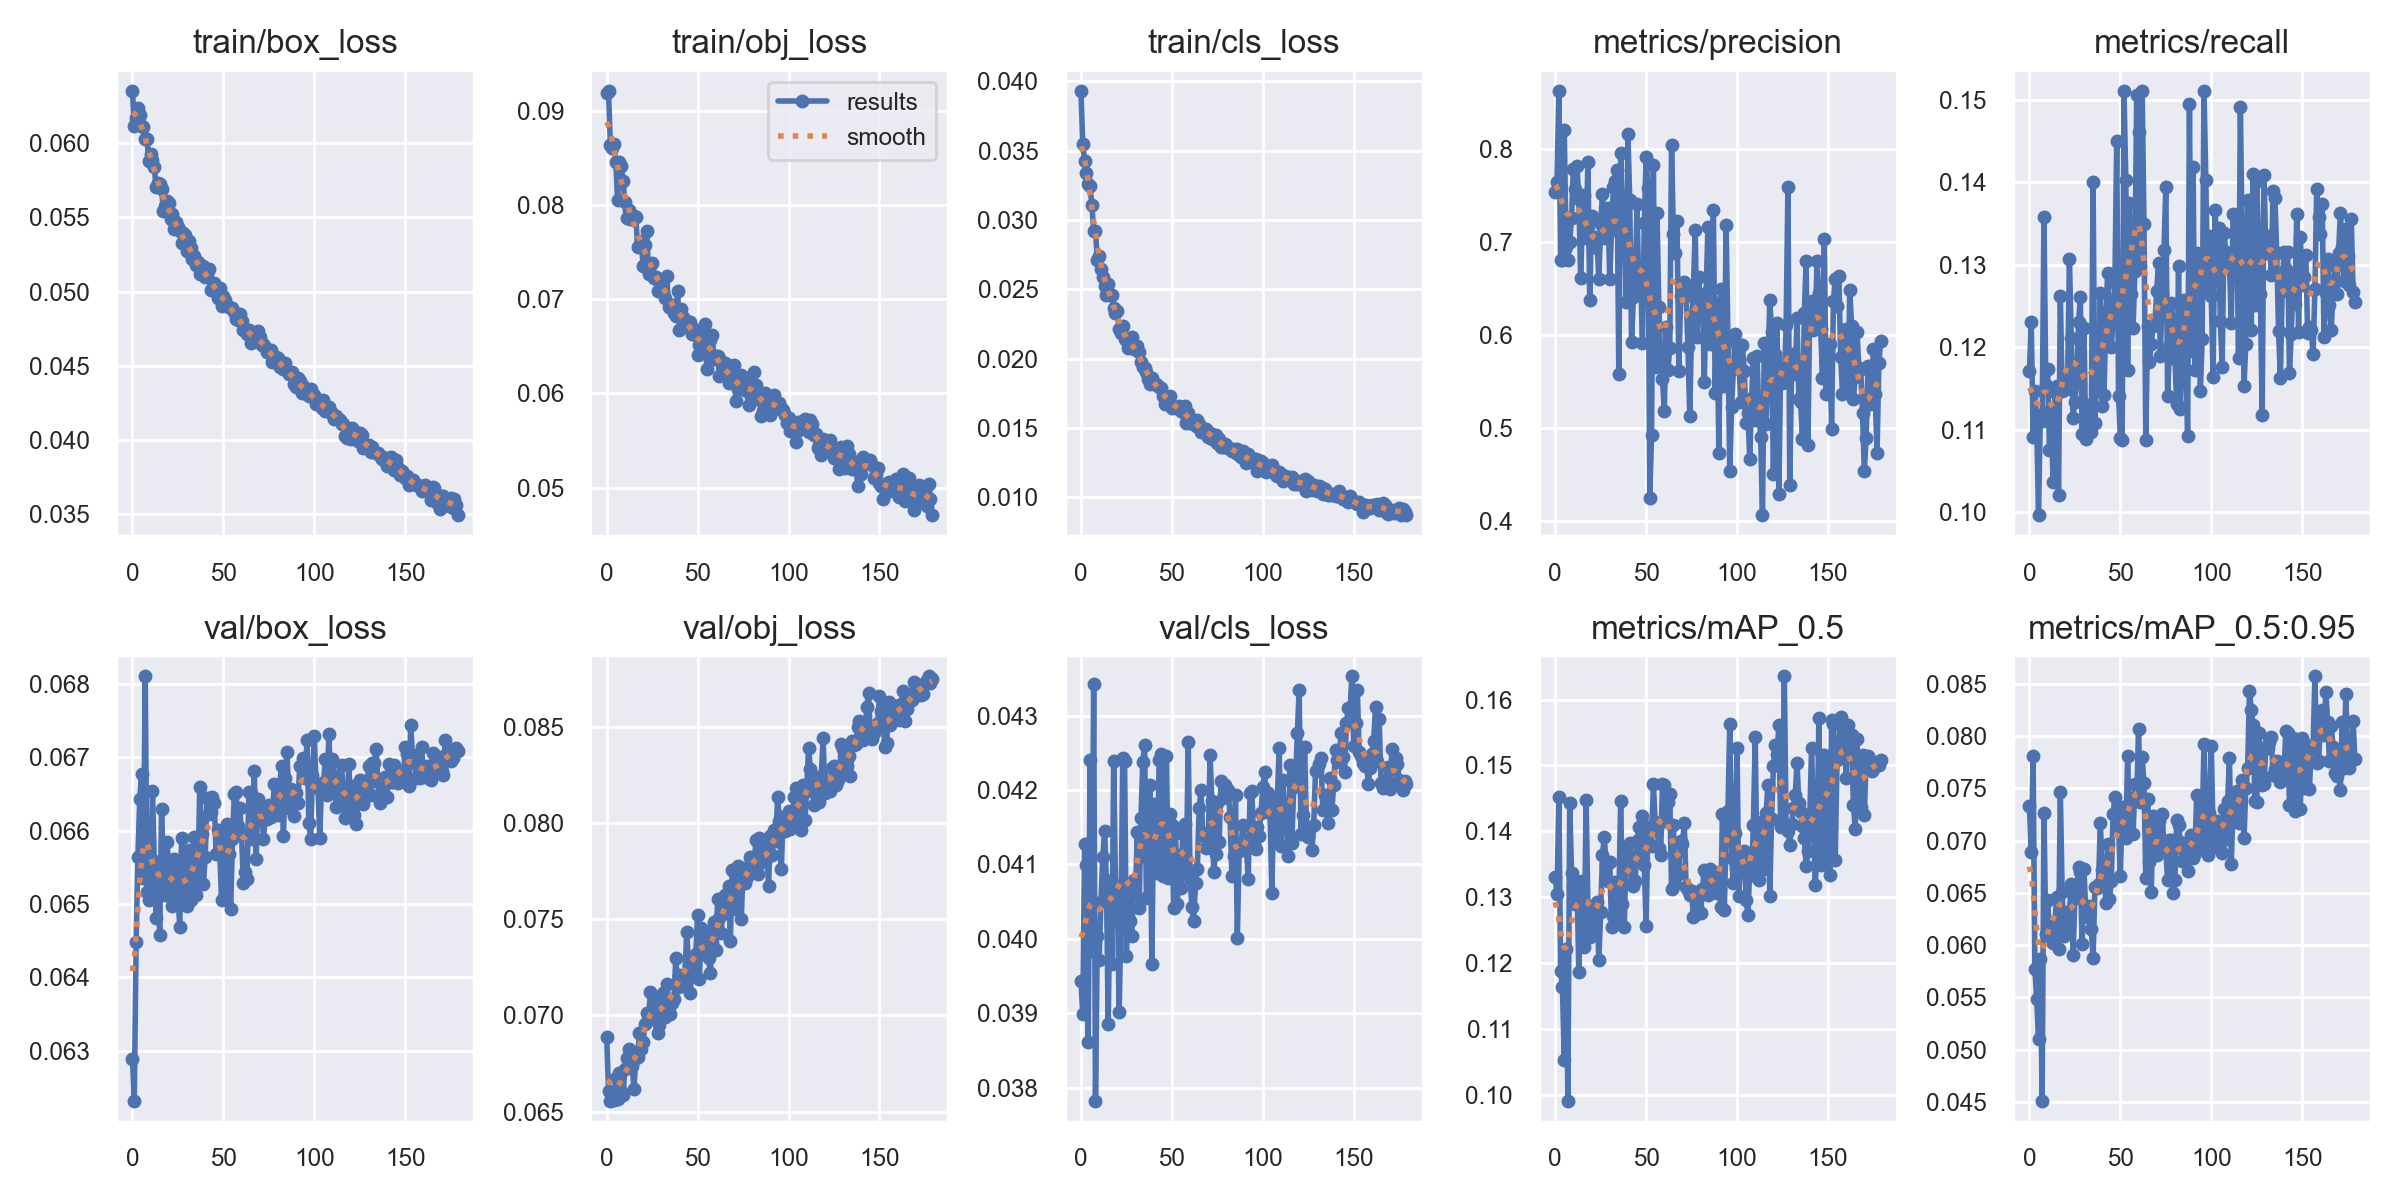 train/box_loss
0.060
0.055
0.050
0.045
0.040
0.035
0 50 100 150
train/obj_loss
results
smooth
0.09
0.08
0.07
0.06
0.05
0 50 100 150
train/cls_loss
0.040
0.035
0.030
0.025
0.020
0.015
0.010
0 50 100 150
metrics/precision
0.8
0.7
0.6
0.5
0.4
0 50 100 150
metrics/recall
0.15
0.14
0.13
0.12
0.11
0.10
0 50 100 150
val/box_loss
0.068
0.067
0.066
0.065
0.064
0.063
0 50 100 150
val/obj_loss
0.085
0.080
0.075
0.070
0.065
0 50 100 150
val/cls_loss
0.043
0.042
0.041
0.040
0.039
0.038
0 50 100 150
metrics/mAP_0.5
0.16
0.15
0.14
0.13
0.12
0.11
0.10
0 50 100 150
metrics/mAP_0.5:0.95
0.085
0.080
0.075
0.070
0.065
0.060
0.055
0.050
0.045
0 50 100 150